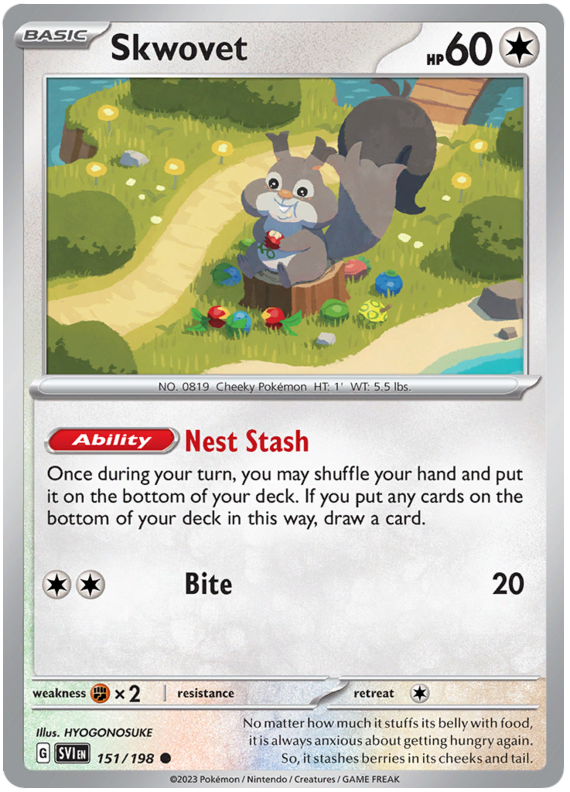 BASIC Skwovet HP 60
NO. 0819 Cheeky Pokémon HT: 1' WT: 5.5 lbs.
Ability Nest Stash
Once during your turn, you may shuffle your hand and put
it on the bottom of your deck. If you put any cards on the
bottom of your deck in this way, draw a card.
Bite 20
weakness ×2 resistance retreat
Illus. HYOGONOSUKE
G SVI EN 151/198
No matter how much it stuffs its belly with food,
it is always anxious about getting hungry again.
So, it stashes berries in its cheeks and tail.
©2023 Pokémon / Nintendo / Creatures / GAME FREAK